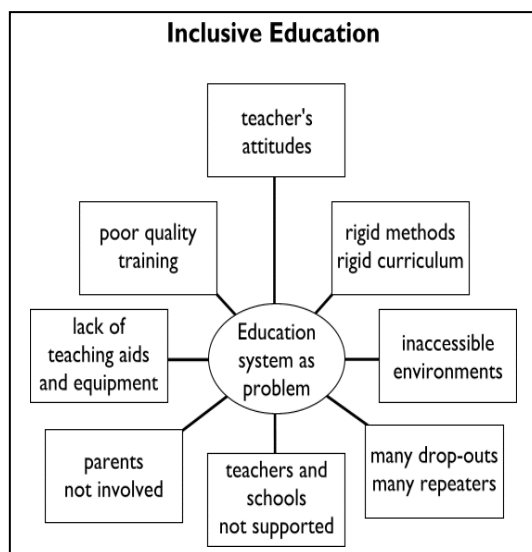 Inclusive Education
teacher's
attitudes
poor quality
training
rigid methods
rigid curriculum
lack of
teaching aids
and equipment
Education
system as
problem
inaccessible
environments
parents
not involved
teachers and
schools
not supported
many drop-outs
many repeaters